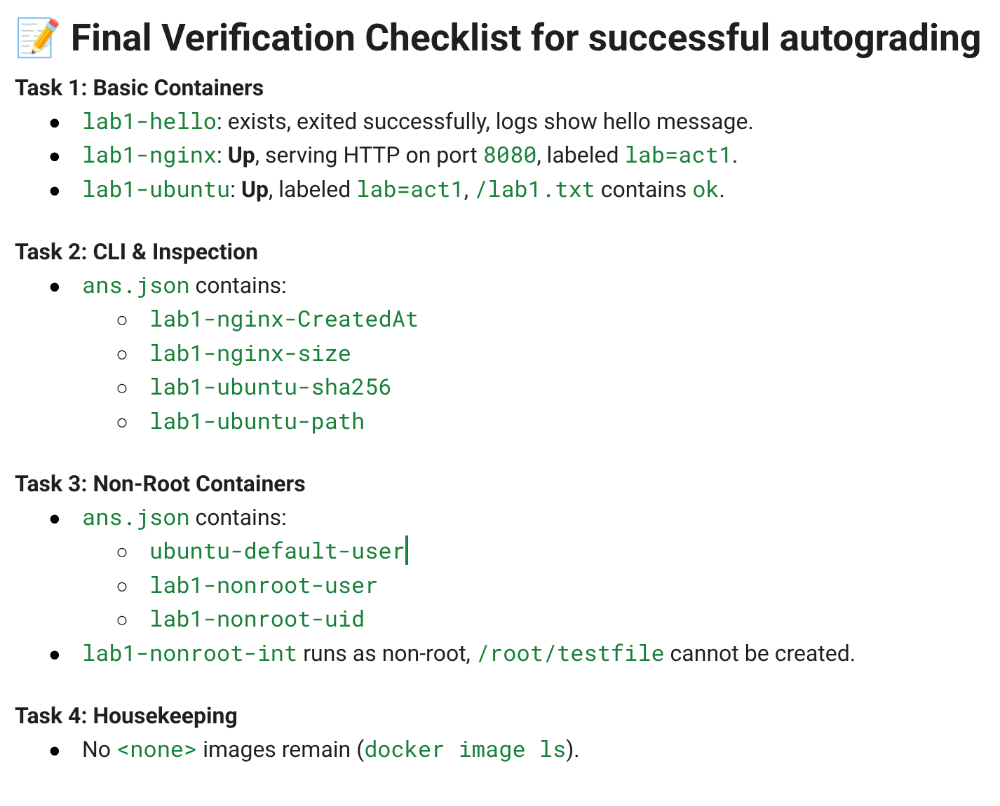 Final Verification Checklist for successful autograding
Task 1: Basic Containers
● lab1-hello: exists, exited successfully, logs show hello message.
● lab1-nginx: Up, serving HTTP on port 8080, labeled lab=act1.
● lab1-ubuntu: Up, labeled lab=act1, /lab1.txt contains ok.
Task 2: CLI & Inspection
● ans.json contains:
○ lab1-nginx-CreatedAt
○ lab1-nginx-size
○ lab1-ubuntu-sha256
○ lab1-ubuntu-path
Task 3: Non-Root Containers
● ans.json contains:
○ ubuntu-default-user
○ lab1-nonroot-user
○ lab1-nonroot-uid
● lab1-nonroot-int runs as non-root, /root/testfile cannot be created.
Task 4: Housekeeping
● No <none> images remain (docker image ls).